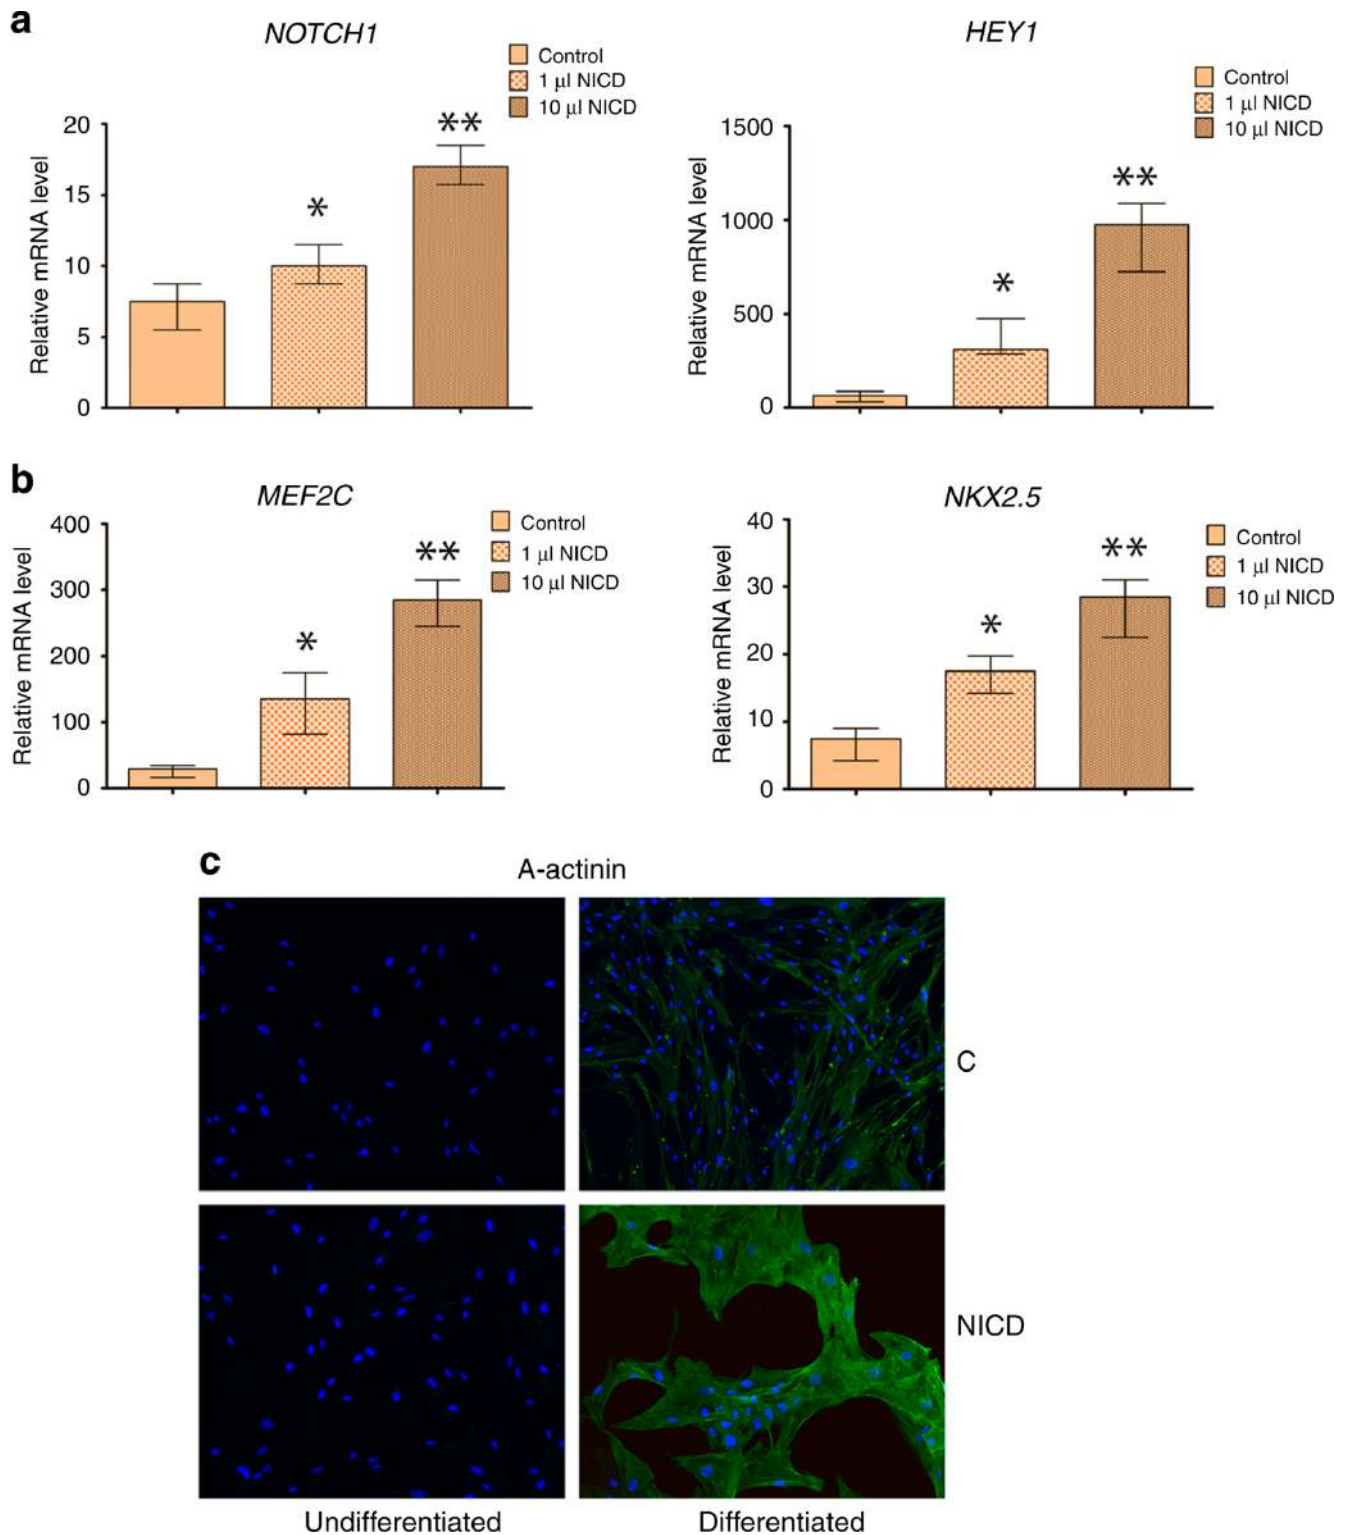 a
NOTCH1
Control
1 µl NICD
10 µl NICD
Relative mRNA level
20
15
10
5
0
*
**
HEY1
Control
1 µl NICD
10 µl NICD
Relative mRNA level
1500
1000
500
0
*
**
b
MEF2C
Control
1 µl NICD
10 µl NICD
Relative mRNA level
400
300
200
100
0
*
**
NKX2.5
Control
1 µl NICD
10 µl NICD
Relative mRNA level
40
30
20
10
0
*
**
c
A-actinin
C
NICD
Undifferentiated
Differentiated